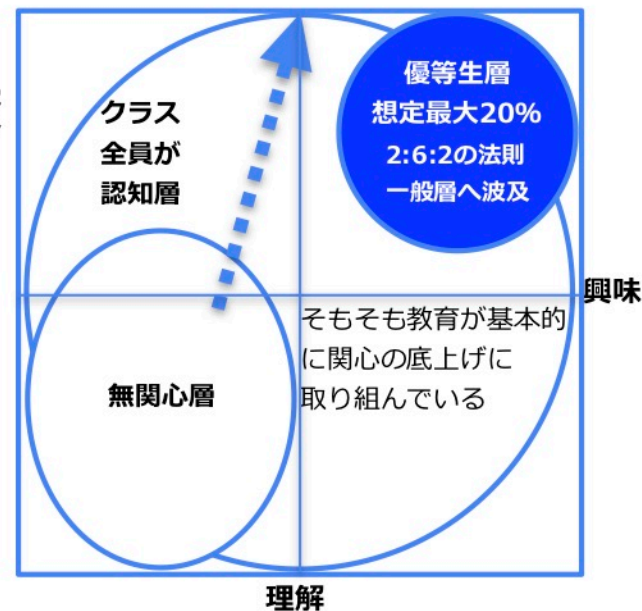 クラス
全員が
認知層
優等生層
想定最大20%
2:6:2の法則
一般層へ波及
興味
そもそも教育が基本的
に関心の底上げに
取り組んでいる
無関心層
理解